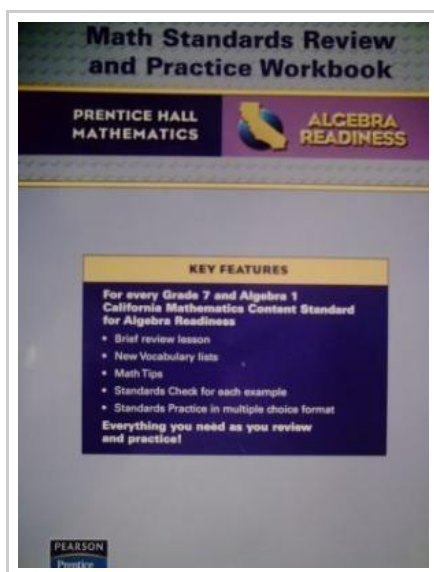 Math Standards Review
and Practice Workbook
PRENTICE HALL
MATHEMATICS
ALGEBRA
READINESS
KEY FEATURES
For every Grade 7 and Algebra 1
California Mathematics Content Standard
for Algebra Readiness
• Brief review lesson
• New Vocabulary lists
• Math Tips
• Standards Check for each example
• Standards Practice in multiple choice format
Everything you need as you review
and practice!
PEARSON
Prentice